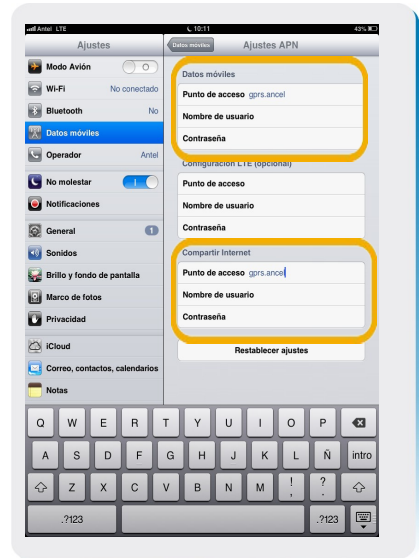 Antel LTE 10:11 43%
Ajustes
Datos móviles Ajustes APN
Modo Avión
Wi-Fi No conectado
Bluetooth No
Datos móviles
Operador Antel
No molestar
Notificaciones
General 1
Sonidos
Brillo y fondo de pantalla
Marco de fotos
Privacidad
iCloud
Correo, contactos, calendarios
Notas
Datos móviles
Punto de acceso gprs.ancel
Nombre de usuario
Contraseña
Configuración LTE (opcional)
Punto de acceso
Nombre de usuario
Contraseña
Compartir Internet
Punto de acceso gprs.ancel
Nombre de usuario
Contraseña
Restablecer ajustes
Q W E R T Y U I O P
A S D F G H J K L Ñ intro
Z X C V B N M ! , ? .
.?123 .?123